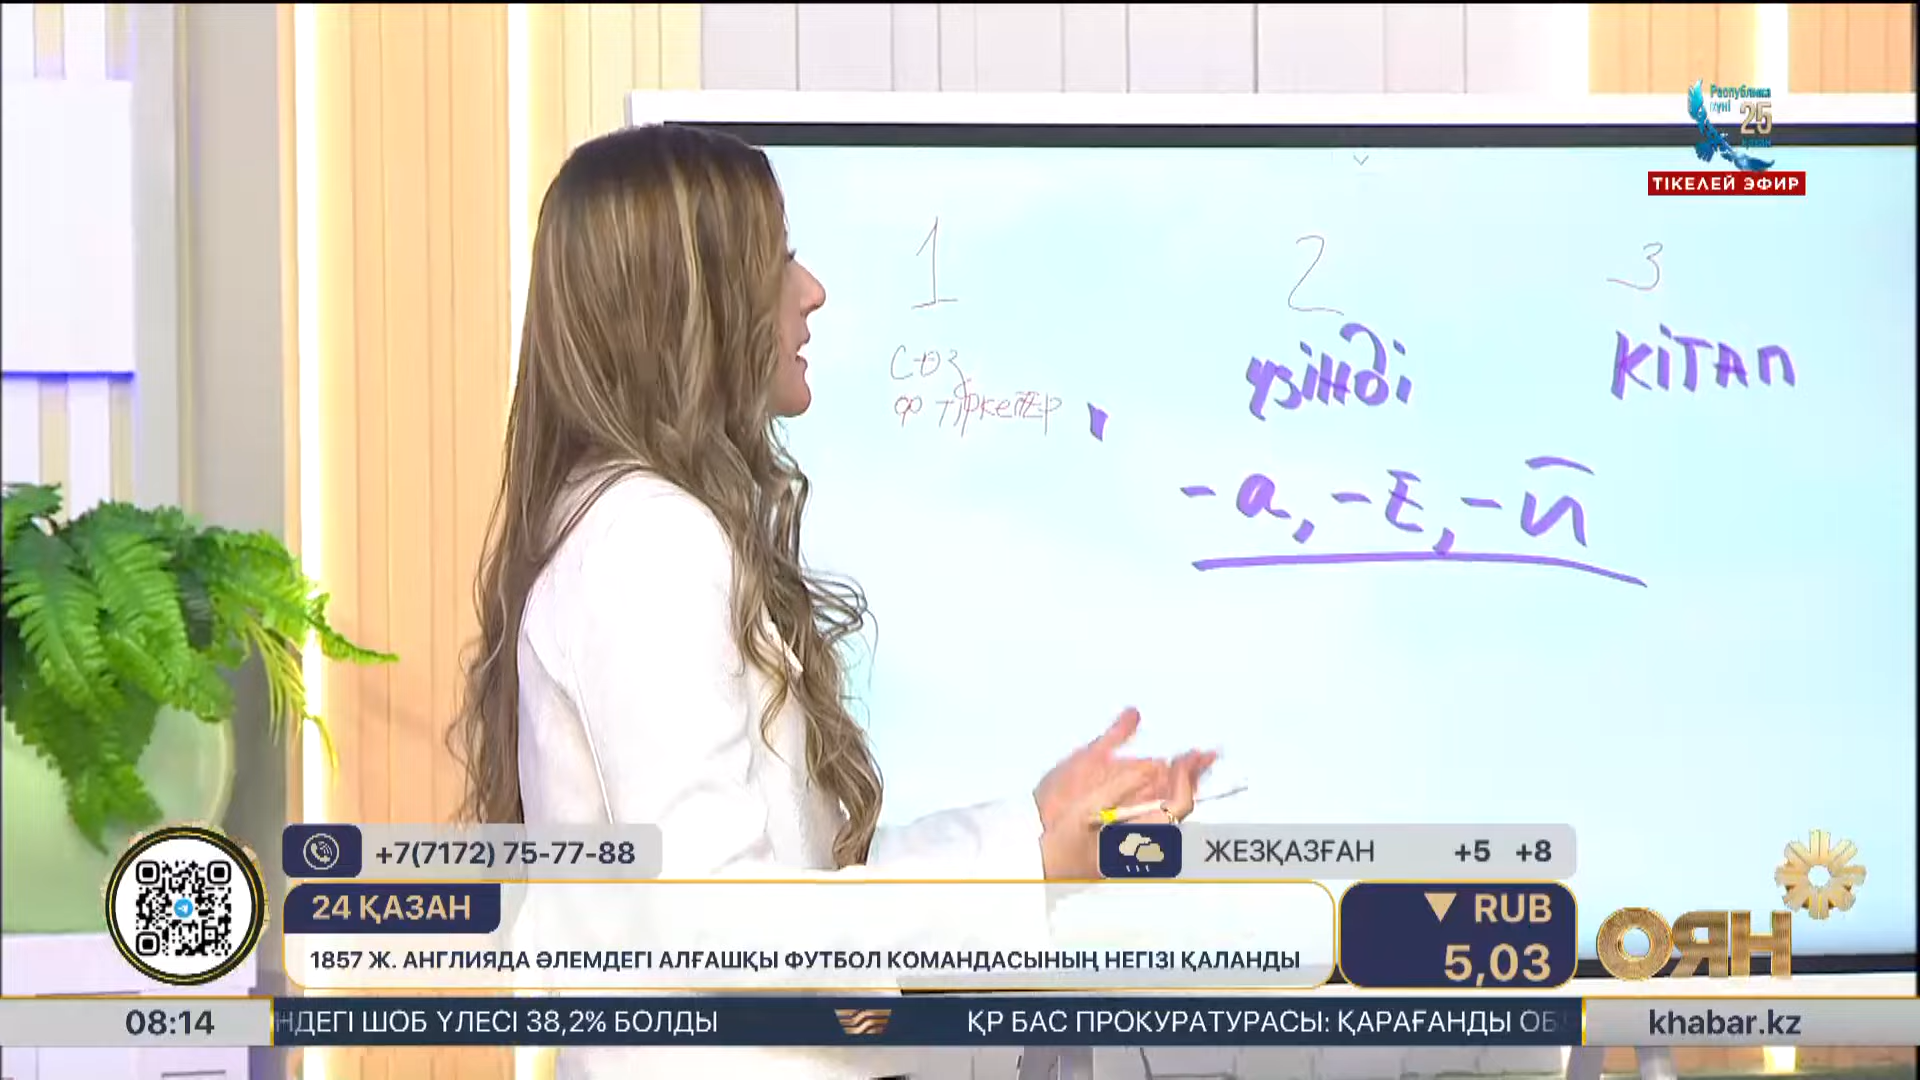 Республика
күні 25
қазан
ТІКЕЛЕЙ ЭФИР
1
2
3
СӨЗ
тіркестер
үзінді
КІТАП
-а, -Е, -й
+7(7172) 75-77-88
ЖЕЗҚАЗҒАН +5 +8
24 ҚАЗАН
1857 Ж. АНГЛИЯДА ӘЛЕМДЕГІ АЛҒАШҚЫ ФУТБОЛ КОМАНДАСЫНЫҢ НЕГІЗІ ҚАЛАНДЫ
RUB
5,03
ОЯН
08:14
НДЕГІ ШОБ ҮЛЕСІ 38,2% БОЛДЫ
ҚР БАС ПРОКУРАТУРАСЫ: ҚАРАҒАНДЫ ОБ
khabar.kz